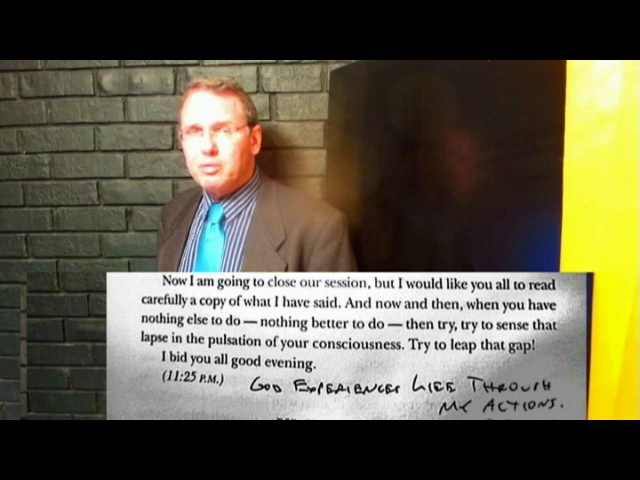 Now I am going to close our session, but I would like you all to read
carefully a copy of what I have said. And now and then, when you have
nothing else to do — nothing better to do — then try, try to sense that
lapse in the pulsation of your consciousness. Try to leap that gap!
I bid you all good evening.
(11:25 P.M.)
GOD EXPERIENCES LIFE THROUGH
MY ACTIONS.